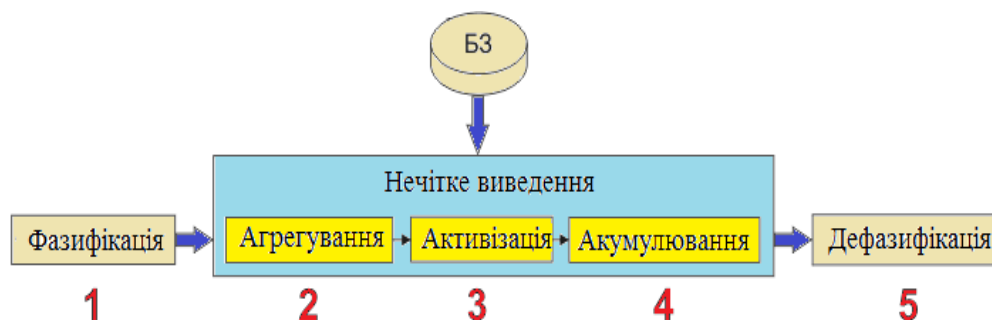 БЗ
Нечітке виведення
Фазифікація
Агрегування
Активізація
Акумулювання
Дефазифікація
1
2
3
4
5